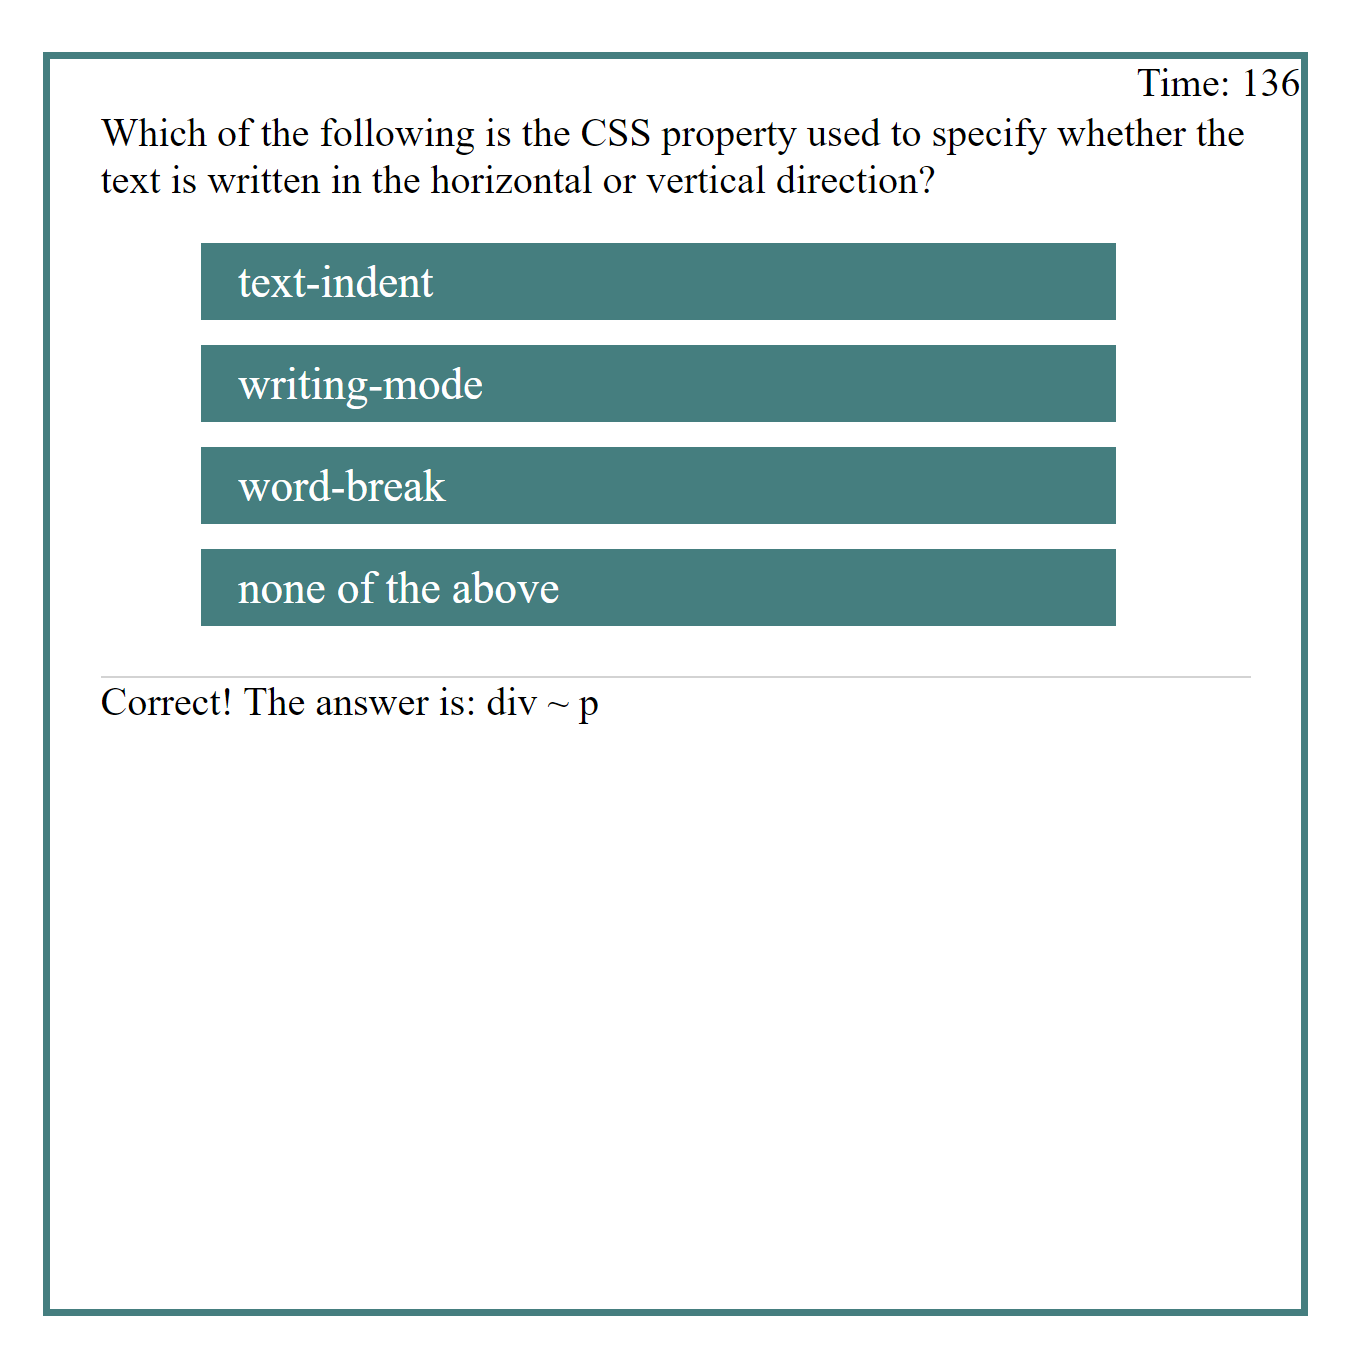 Time: 136
Which of the following is the CSS property used to specify whether the
text is written in the horizontal or vertical direction?
text-indent
writing-mode
word-break
none of the above
Correct! The answer is: div ~ p